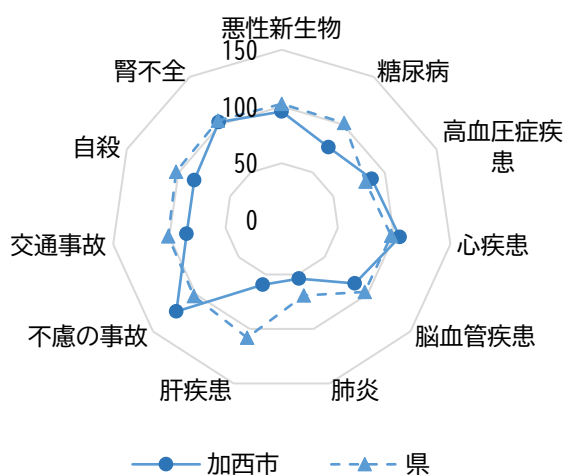 悪性新生物
150
100
50
0
糖尿病
高血圧症疾
患
心疾患
脳血管疾患
肺炎
肝疾患
不慮の事故
交通事故
自殺
腎不全
加西市
県